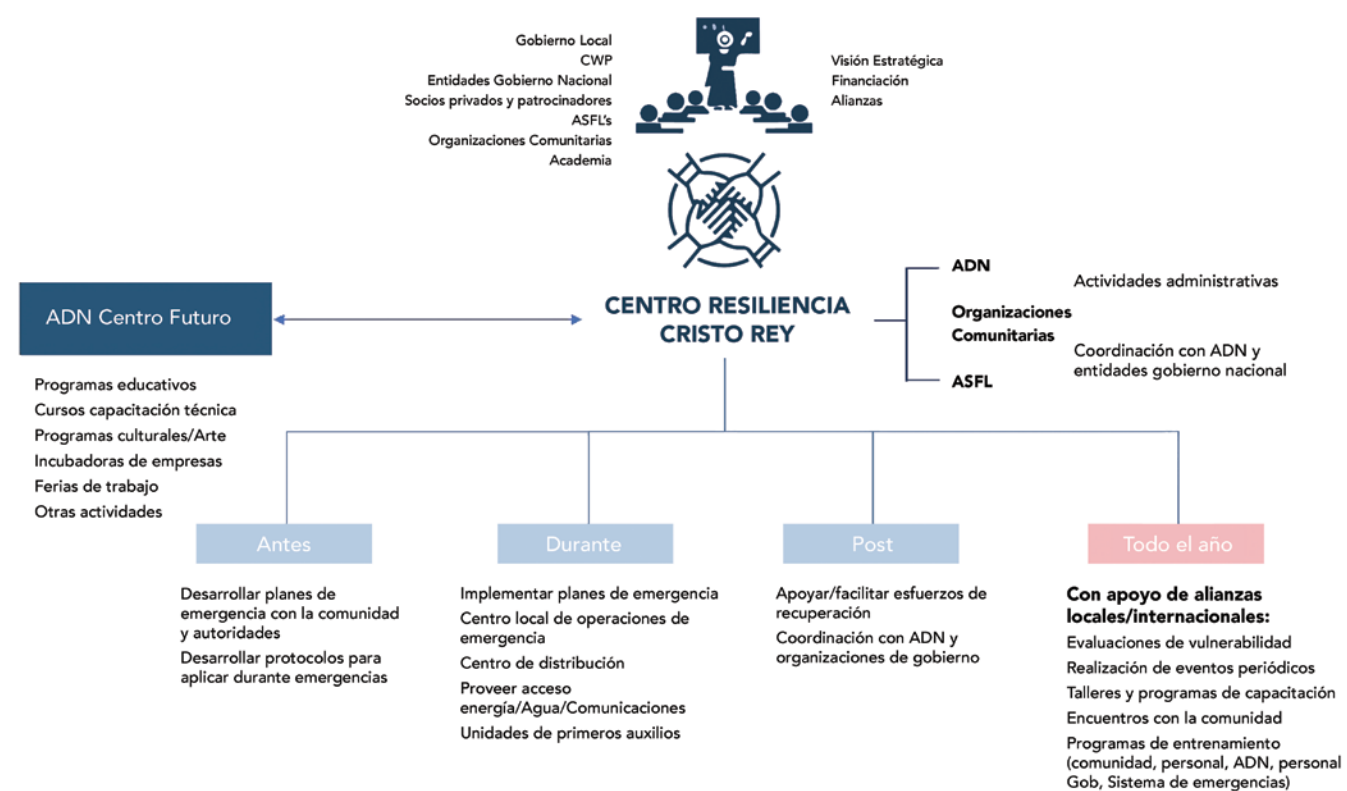 Gobierno Local
CWP
Entidades Gobierno Nacional
Socios privados y patrocinadores
ASFL's
Organizaciones Comunitarias
Academia
Visión Estratégica
Financiación
Alianzas
ADN Centro Futuro
CENTRO RESILIENCIA
CRISTO REY
ADN
Organizaciones
Comunitarias
ASFL
Actividades administrativas
Coordinación con ADN y
entidades gobierno nacional
Programas educativos
Cursos capacitación técnica
Programas culturales/Arte
Incubadoras de empresas
Ferias de trabajo
Otras actividades
Antes
Desarrollar planes de
emergencia con la comunidad
y autoridades
Desarrollar protocolos para
aplicar durante emergencias
Durante
Implementar planes de emergencia
Centro local de operaciones de
emergencia
Centro de distribución
Proveer acceso
energía/Agua/Comunicaciones
Unidades de primeros auxilios
Post
Apoyar/facilitar esfuerzos de
recuperación
Coordinación con ADN y
organizaciones de gobierno
Todo el año
Con apoyo de alianzas
locales/internacionales:
Evaluaciones de vulnerabilidad
Realización de eventos periódicos
Talleres y programas de capacitación
Encuentros con la comunidad
Programas de entrenamiento
(comunidad, personal, ADN, personal
Gob, Sistema de emergencias)